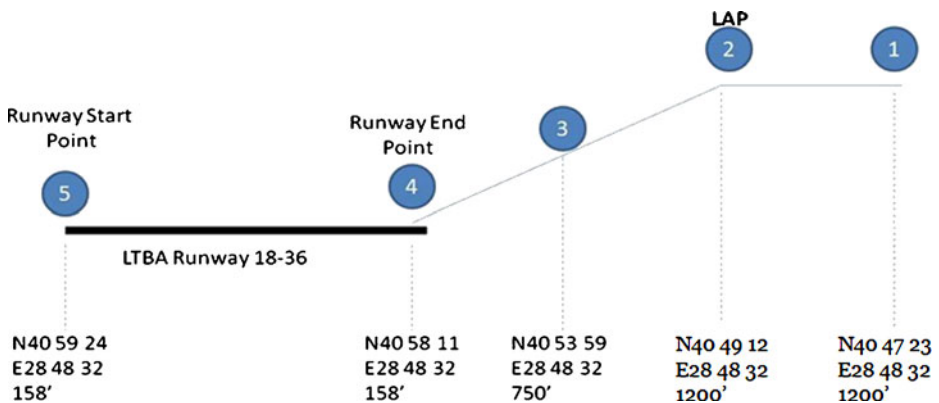 LAP
2
1
3
Runway Start
Point
Runway End
Point
5
4
LTBA Runway 18-36
N40 59 24
E28 48 32
158′
N40 58 11
E28 48 32
158′
N40 53 59
E28 48 32
750′
N40 49 12
E28 48 32
1200′
N40 47 23
E28 48 32
1200′